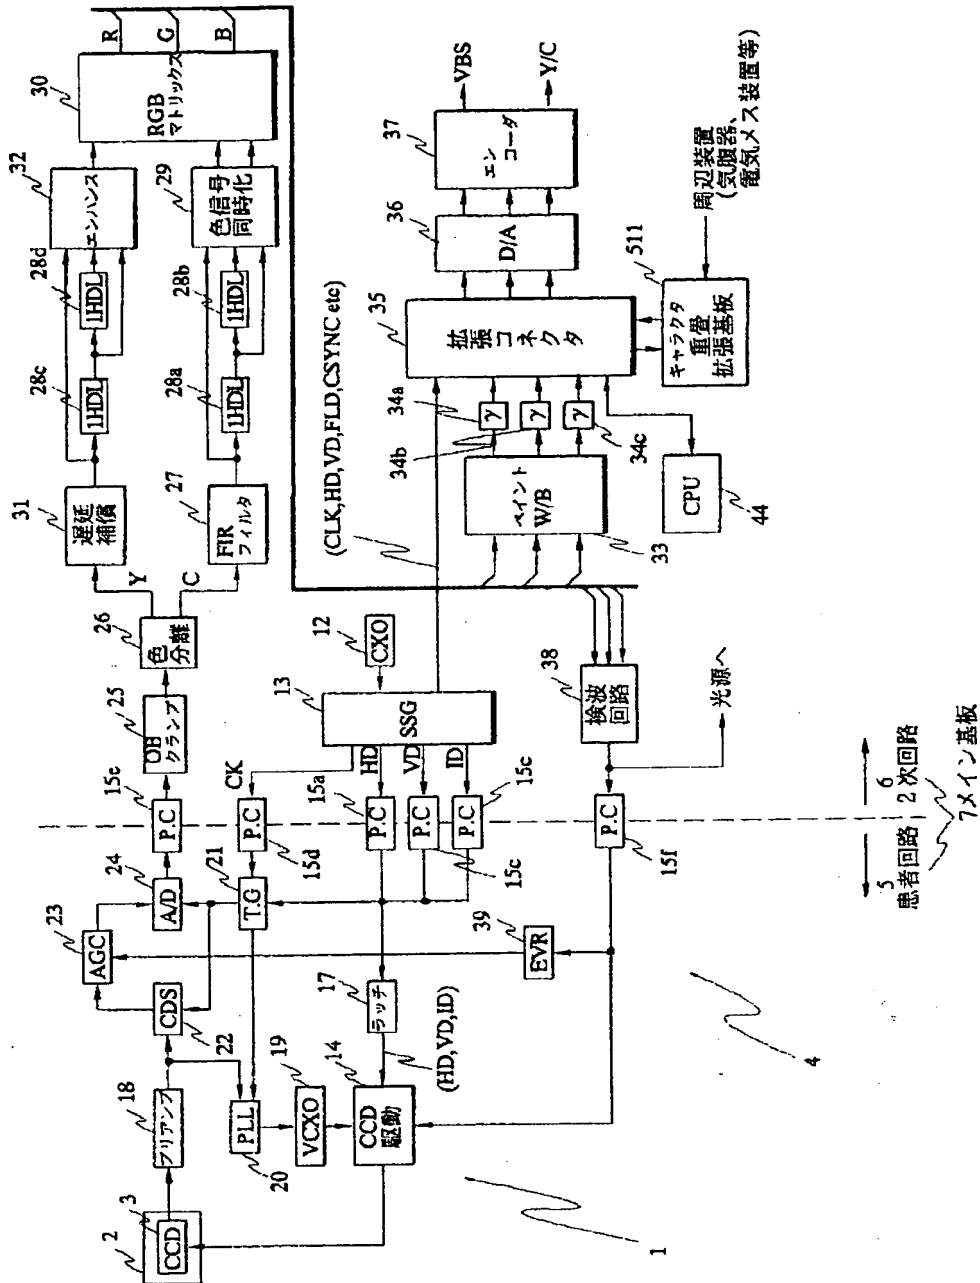 2
3
CCD
18
プリアンプ
22
CDS
23
AGC
24
A/D
15e
P.C
25
OB
クランプ
26
色
分離
Y
C
31
遅延
補償
27
FIR
フィルタ
28c
1HDL
28d
1HDL
28a
1HDL
28b
1HDL
32
エンハンス
29
色信号
同時化
30
RGB
マトリックス
R
G
B
20
PLL
19
VCXO
14
CCD
駆動
17
ラッチ
(HD,VD,ID)
21
T.G
15d
P.C
CK
15a
P.C
HD
15c
P.C
VD
15c
P.C
ID
13
SSG
12
CXO
(CLK,HD,VD,FLD,CSYNC etc)
39
EVR
15f
P.C
38
検波
回路
光源へ
33
ペイント
W/B
34a
γ
34b
γ
34c
γ
44
CPU
35
拡張コネクタ
36
D/A
37
エンコーダ
VBS
Y/C
511
キャラクタ
重畳
拡張基板
周辺装置
(気腹器、
電気メス装置等)
1
4
5
患者回路
6
2次回路
7メイン基板